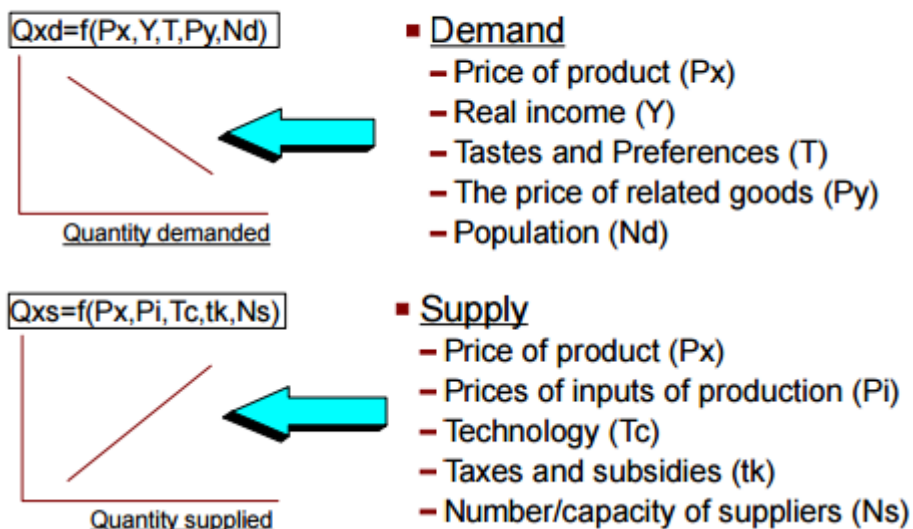 Qxd=f(Px,Y,T,Py,Nd)
Quantity demanded
▪ Demand
– Price of product (Px)
– Real income (Y)
– Tastes and Preferences (T)
– The price of related goods (Py)
– Population (Nd)
Qxs=f(Px,Pi,Tc,tk,Ns)
Quantity supplied
▪ Supply
– Price of product (Px)
– Prices of inputs of production (Pi)
– Technology (Tc)
– Taxes and subsidies (tk)
– Number/capacity of suppliers (Ns)